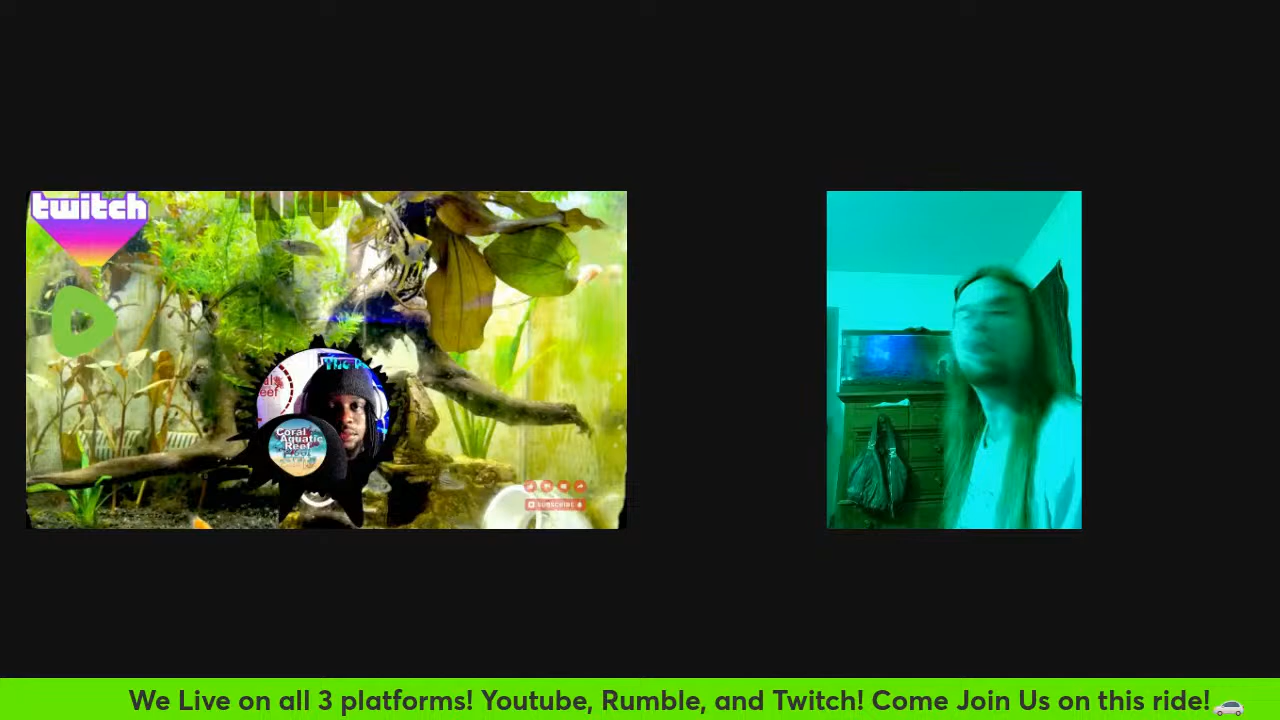 twitch
Coral
Aquatic
Reef
SUBSCRIBE
We Live on all 3 platforms! Youtube, Rumble, and Twitch! Come Join Us on this ride!🚗